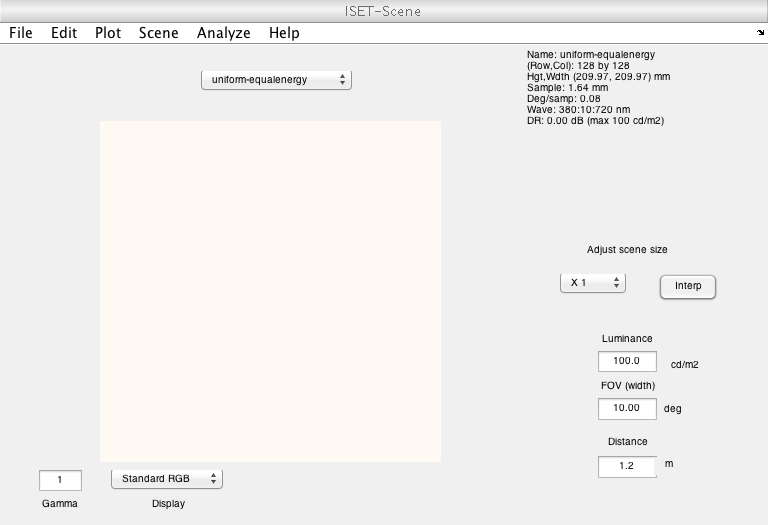 ISET-Scene
File Edit Plot Scene Analyze Help
uniform-equalenergy
Name: uniform-equalenergy
(Row,Col): 128 by 128
Hgt,Wdth (209.97, 209.97) mm
Sample: 1.64 mm
Deg/samp: 0.08
Wave: 380:10:720 nm
DR: 0.00 dB (max 100 cd/m2)
Adjust scene size
X 1 Interp
Luminance
100.0 cd/m2
FOV (width)
10.00 deg
Distance
1.2 m
1 Standard RGB
Gamma Display